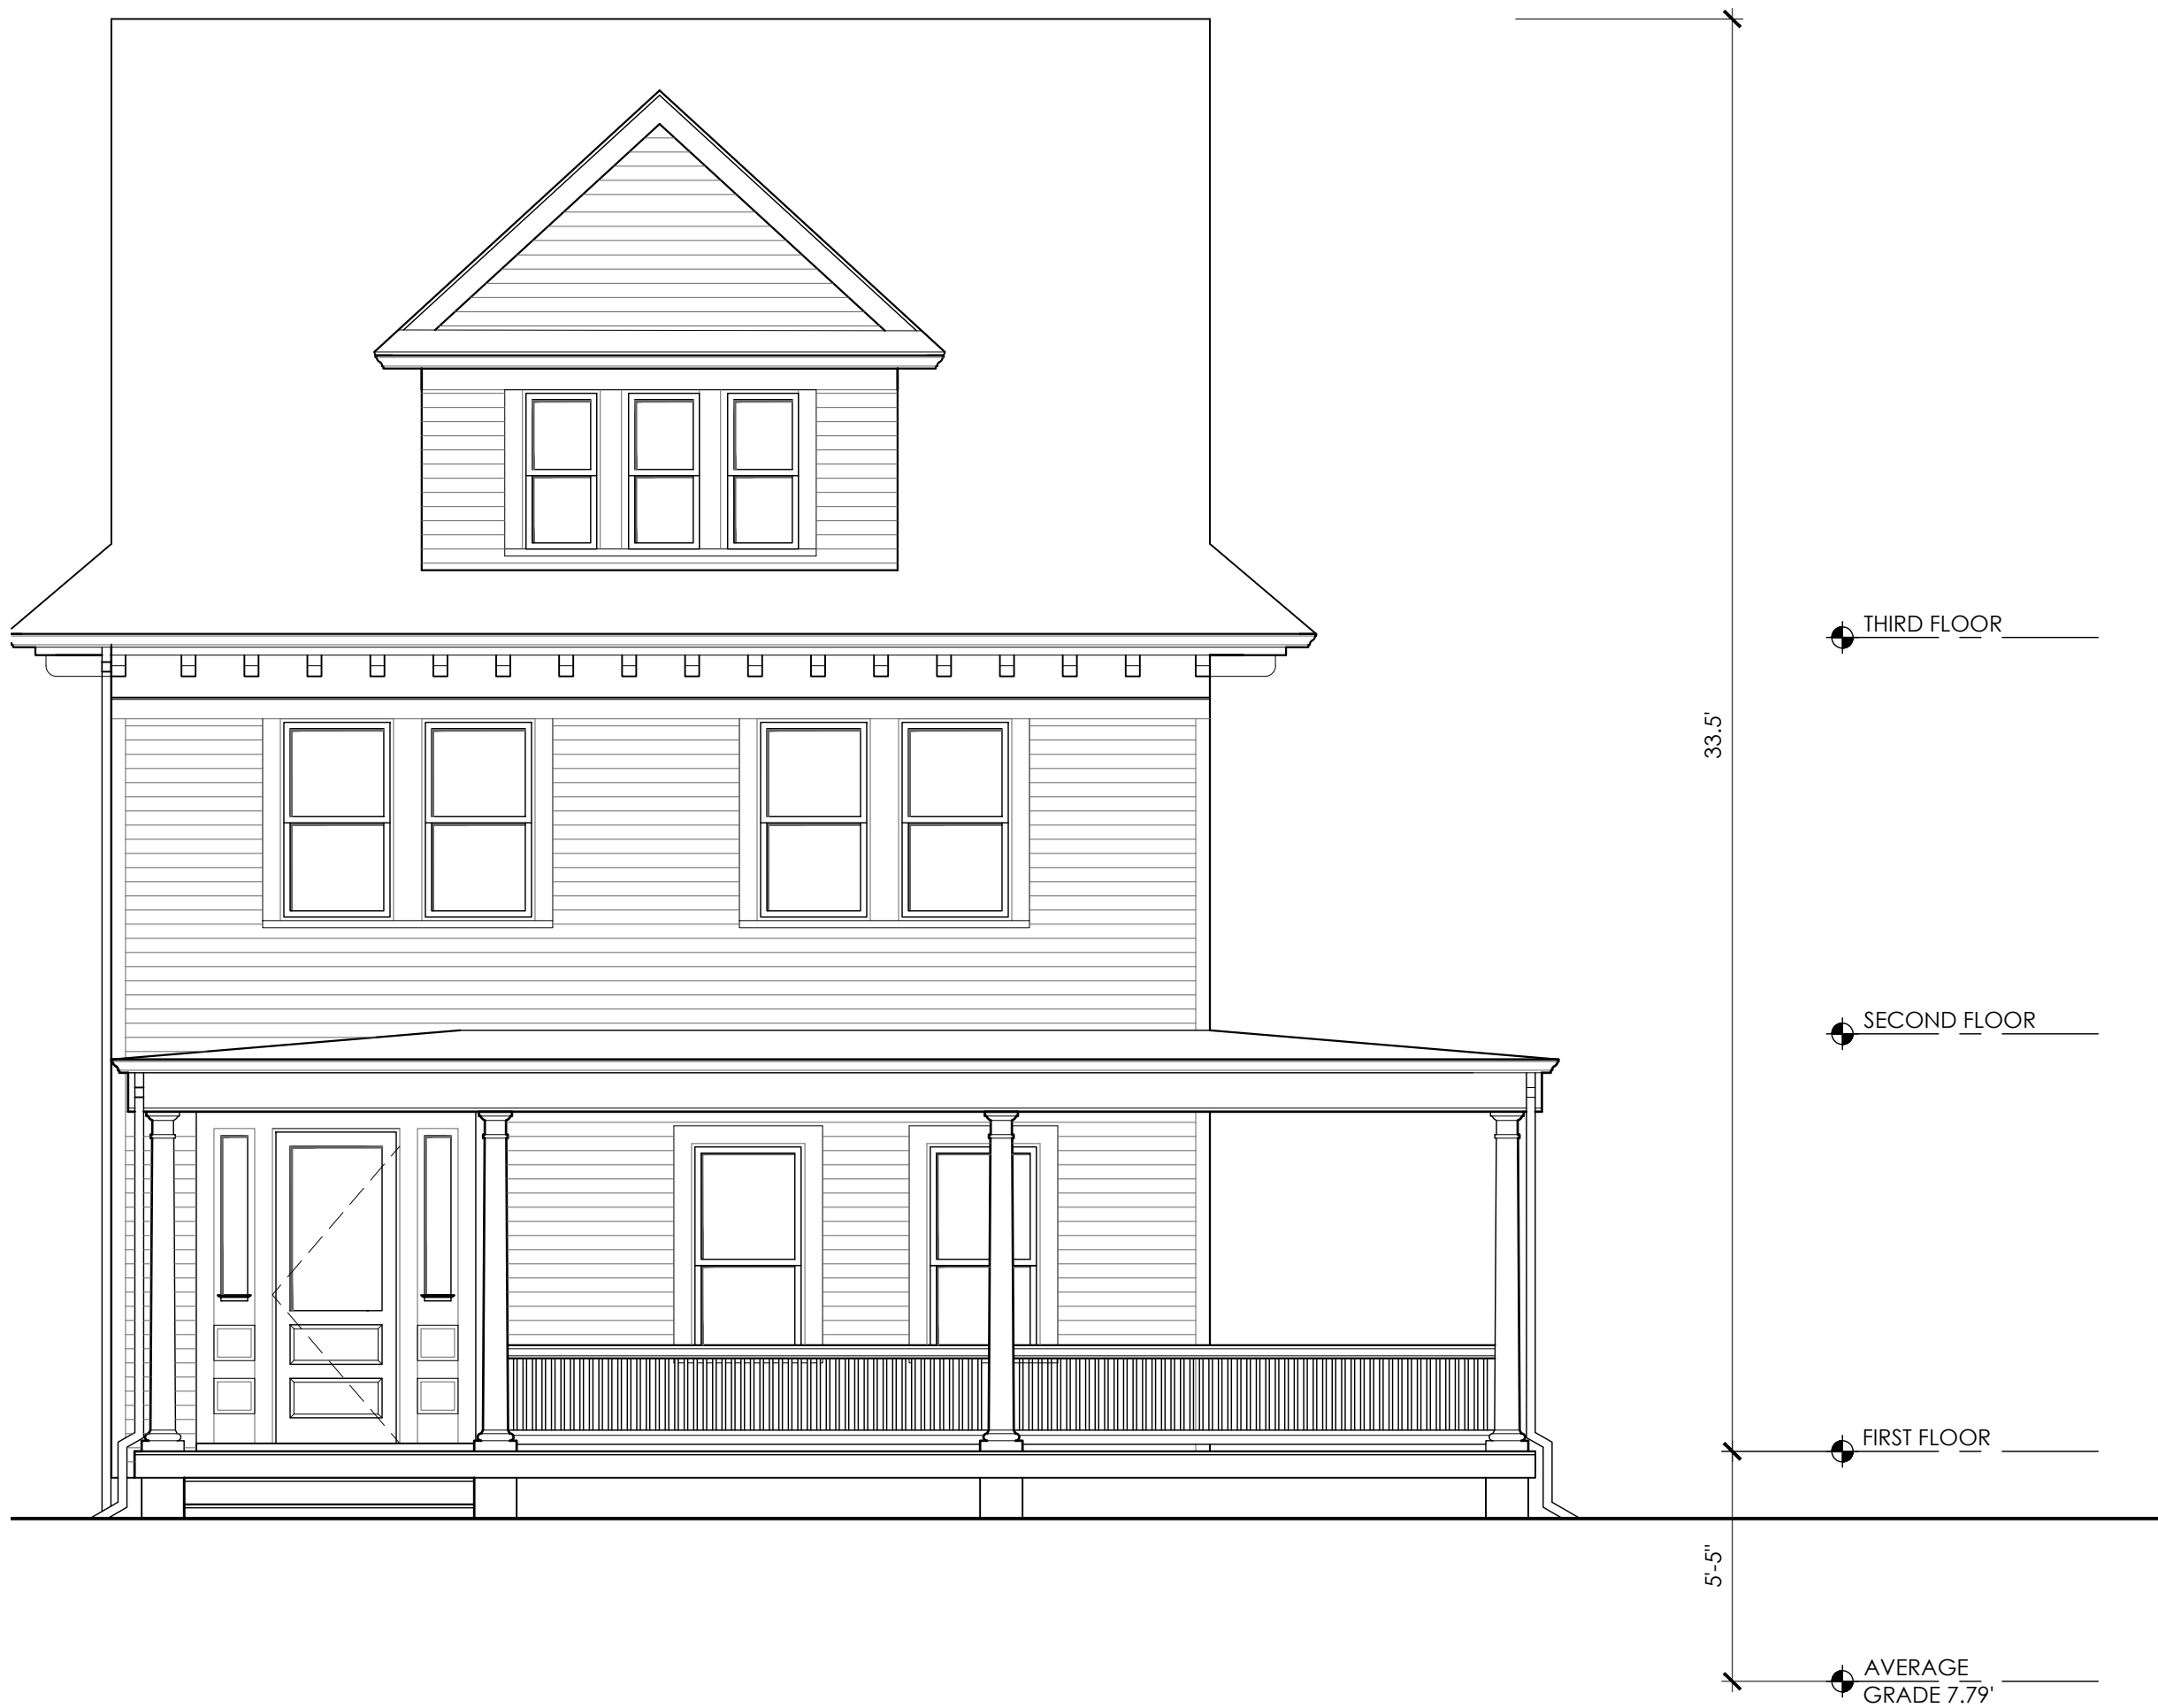 THIRD FLOOR
33.5'
SECOND FLOOR
FIRST FLOOR
5'-5"
AVERAGE
GRADE 7.79'